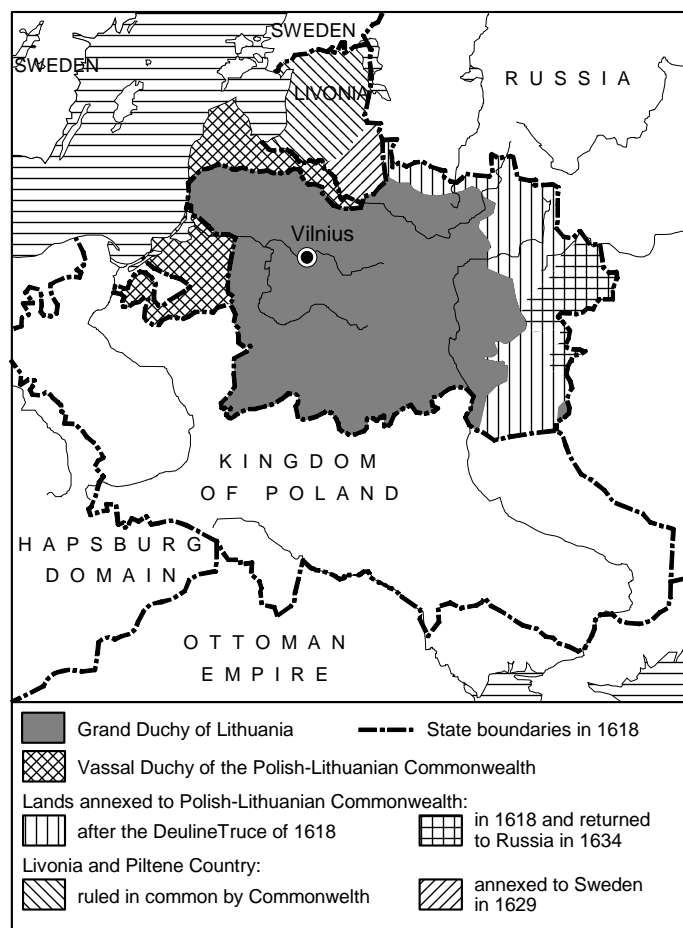 SWEDEN
SWEDEN
LIVONIA
R U S S I A
Vilnius
K I N G D O M
O F P O L A N D
H A P S B U R G
D O M A I N
O T T O M A N
E M P I R E
Grand Duchy of Lithuania
State boundaries in 1618
Vassal Duchy of the Polish-Lithuanian Commonwealth
Lands annexed to Polish-Lithuanian Commonwealth:
after the DeulineTruce of 1618
in 1618 and returned
to Russia in 1634
Livonia and Piltene Country:
ruled in common by Commonwelth
annexed to Sweden
in 1629